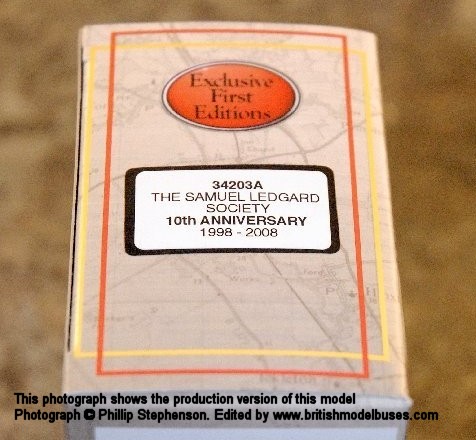 Exclusive
First
Editions
34203A
THE SAMUEL LEDGARD
SOCIETY
10th ANNIVERSARY
1998 - 2008
This photograph shows the production version of this model
Photograph © Phillip Stephenson. Edited by www.britishmodelbuses.com